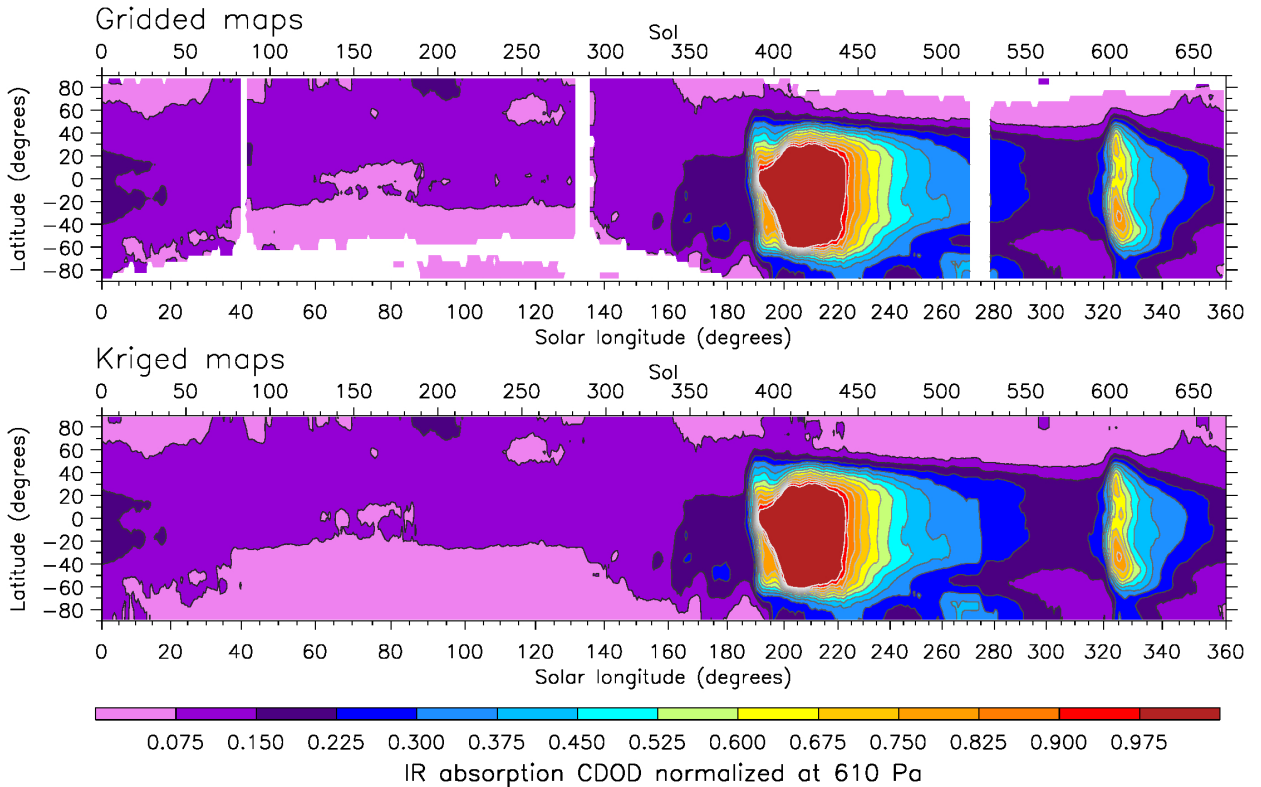 Gridded maps
Sol
0 50 100 150 200 250 300 350 400 450 500 550 600 650
Latitude (degrees)
80
60
40
20
0
−20
−40
−60
−80
0 20 40 60 80 100 120 140 160 180 200 220 240 260 280 300 320 340 360
Solar longitude (degrees)
Kriged maps
Sol
0 50 100 150 200 250 300 350 400 450 500 550 600 650
Latitude (degrees)
80
60
40
20
0
−20
−40
−60
−80
0 20 40 60 80 100 120 140 160 180 200 220 240 260 280 300 320 340 360
Solar longitude (degrees)
0.075 0.150 0.225 0.300 0.375 0.450 0.525 0.600 0.675 0.750 0.825 0.900 0.975
IR absorption CDOD normalized at 610 Pa